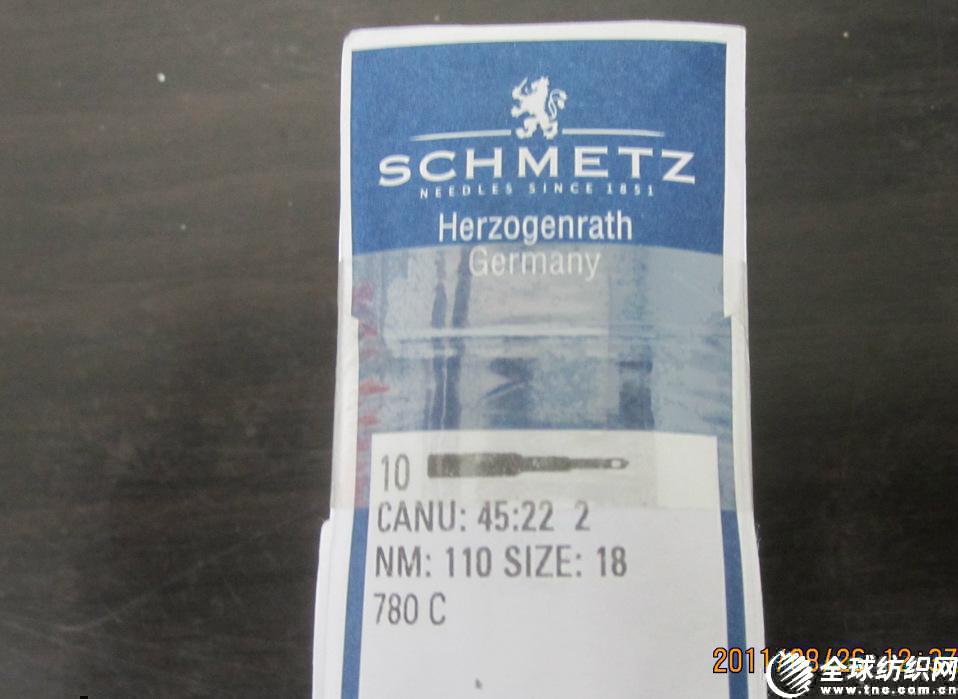 SCHMETZ
NEEDLES SINCE 1851
Herzogenrath
Germany
10
CANU: 45:22 2
NM: 110 SIZE: 18
780 C
全球纺织网
www.tnc.com.cn